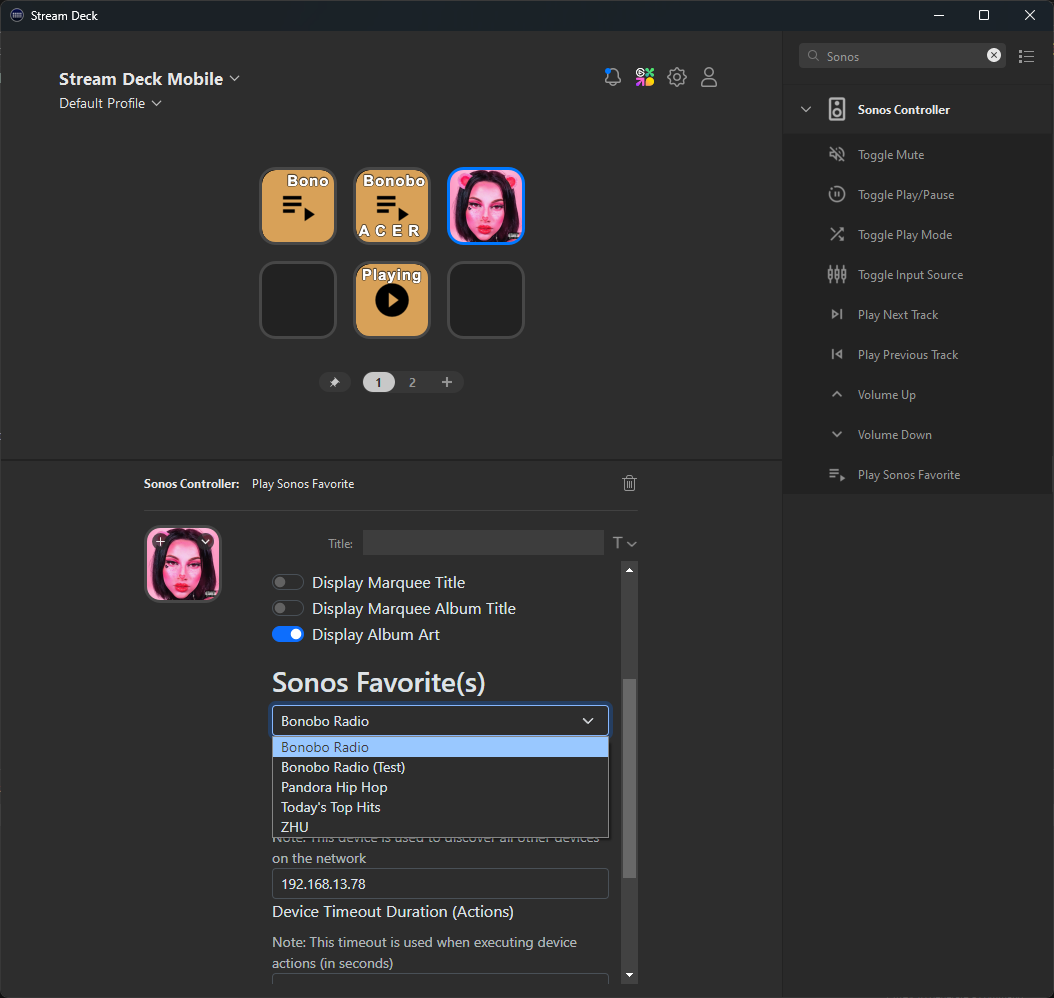 Stream Deck
Stream Deck Mobile
Default Profile
Sonos
Sonos Controller
Toggle Mute
Toggle Play/Pause
Toggle Play Mode
Toggle Input Source
Play Next Track
Play Previous Track
Volume Up
Volume Down
Play Sonos Favorite
Bono
Bonobo
ACER
Playing
1 2 +
Sonos Controller: Play Sonos Favorite
Title:
T
Display Marquee Title
Display Marquee Album Title
Display Album Art
Sonos Favorite(s)
Bonobo Radio
Bonobo Radio
Bonobo Radio (Test)
Pandora Hip Hop
Today's Top Hits
ZHU
Note: This device is used to discover all other devices
on the network
192.168.13.78
Device Timeout Duration (Actions)
Note: This timeout is used when executing device
actions (in seconds)